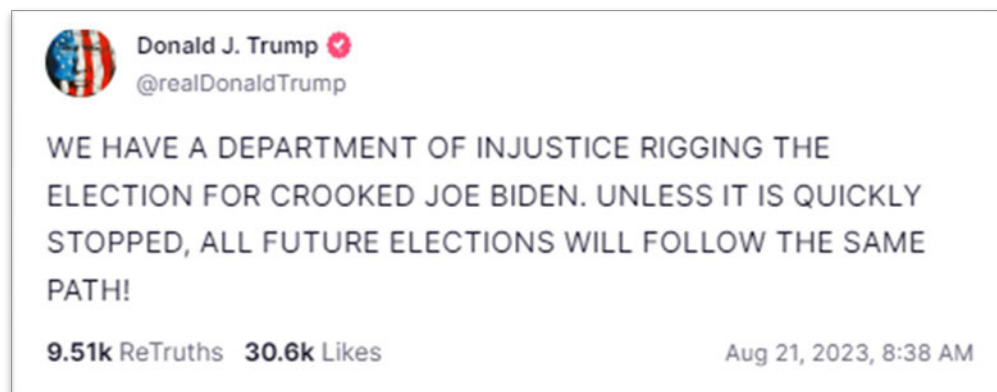 Donald J. Trump
@realDonaldTrump
WE HAVE A DEPARTMENT OF INJUSTICE RIGGING THE
ELECTION FOR CROOKED JOE BIDEN. UNLESS IT IS QUICKLY
STOPPED, ALL FUTURE ELECTIONS WILL FOLLOW THE SAME
PATH!
9.51k ReTruths 30.6k Likes Aug 21, 2023, 8:38 AM